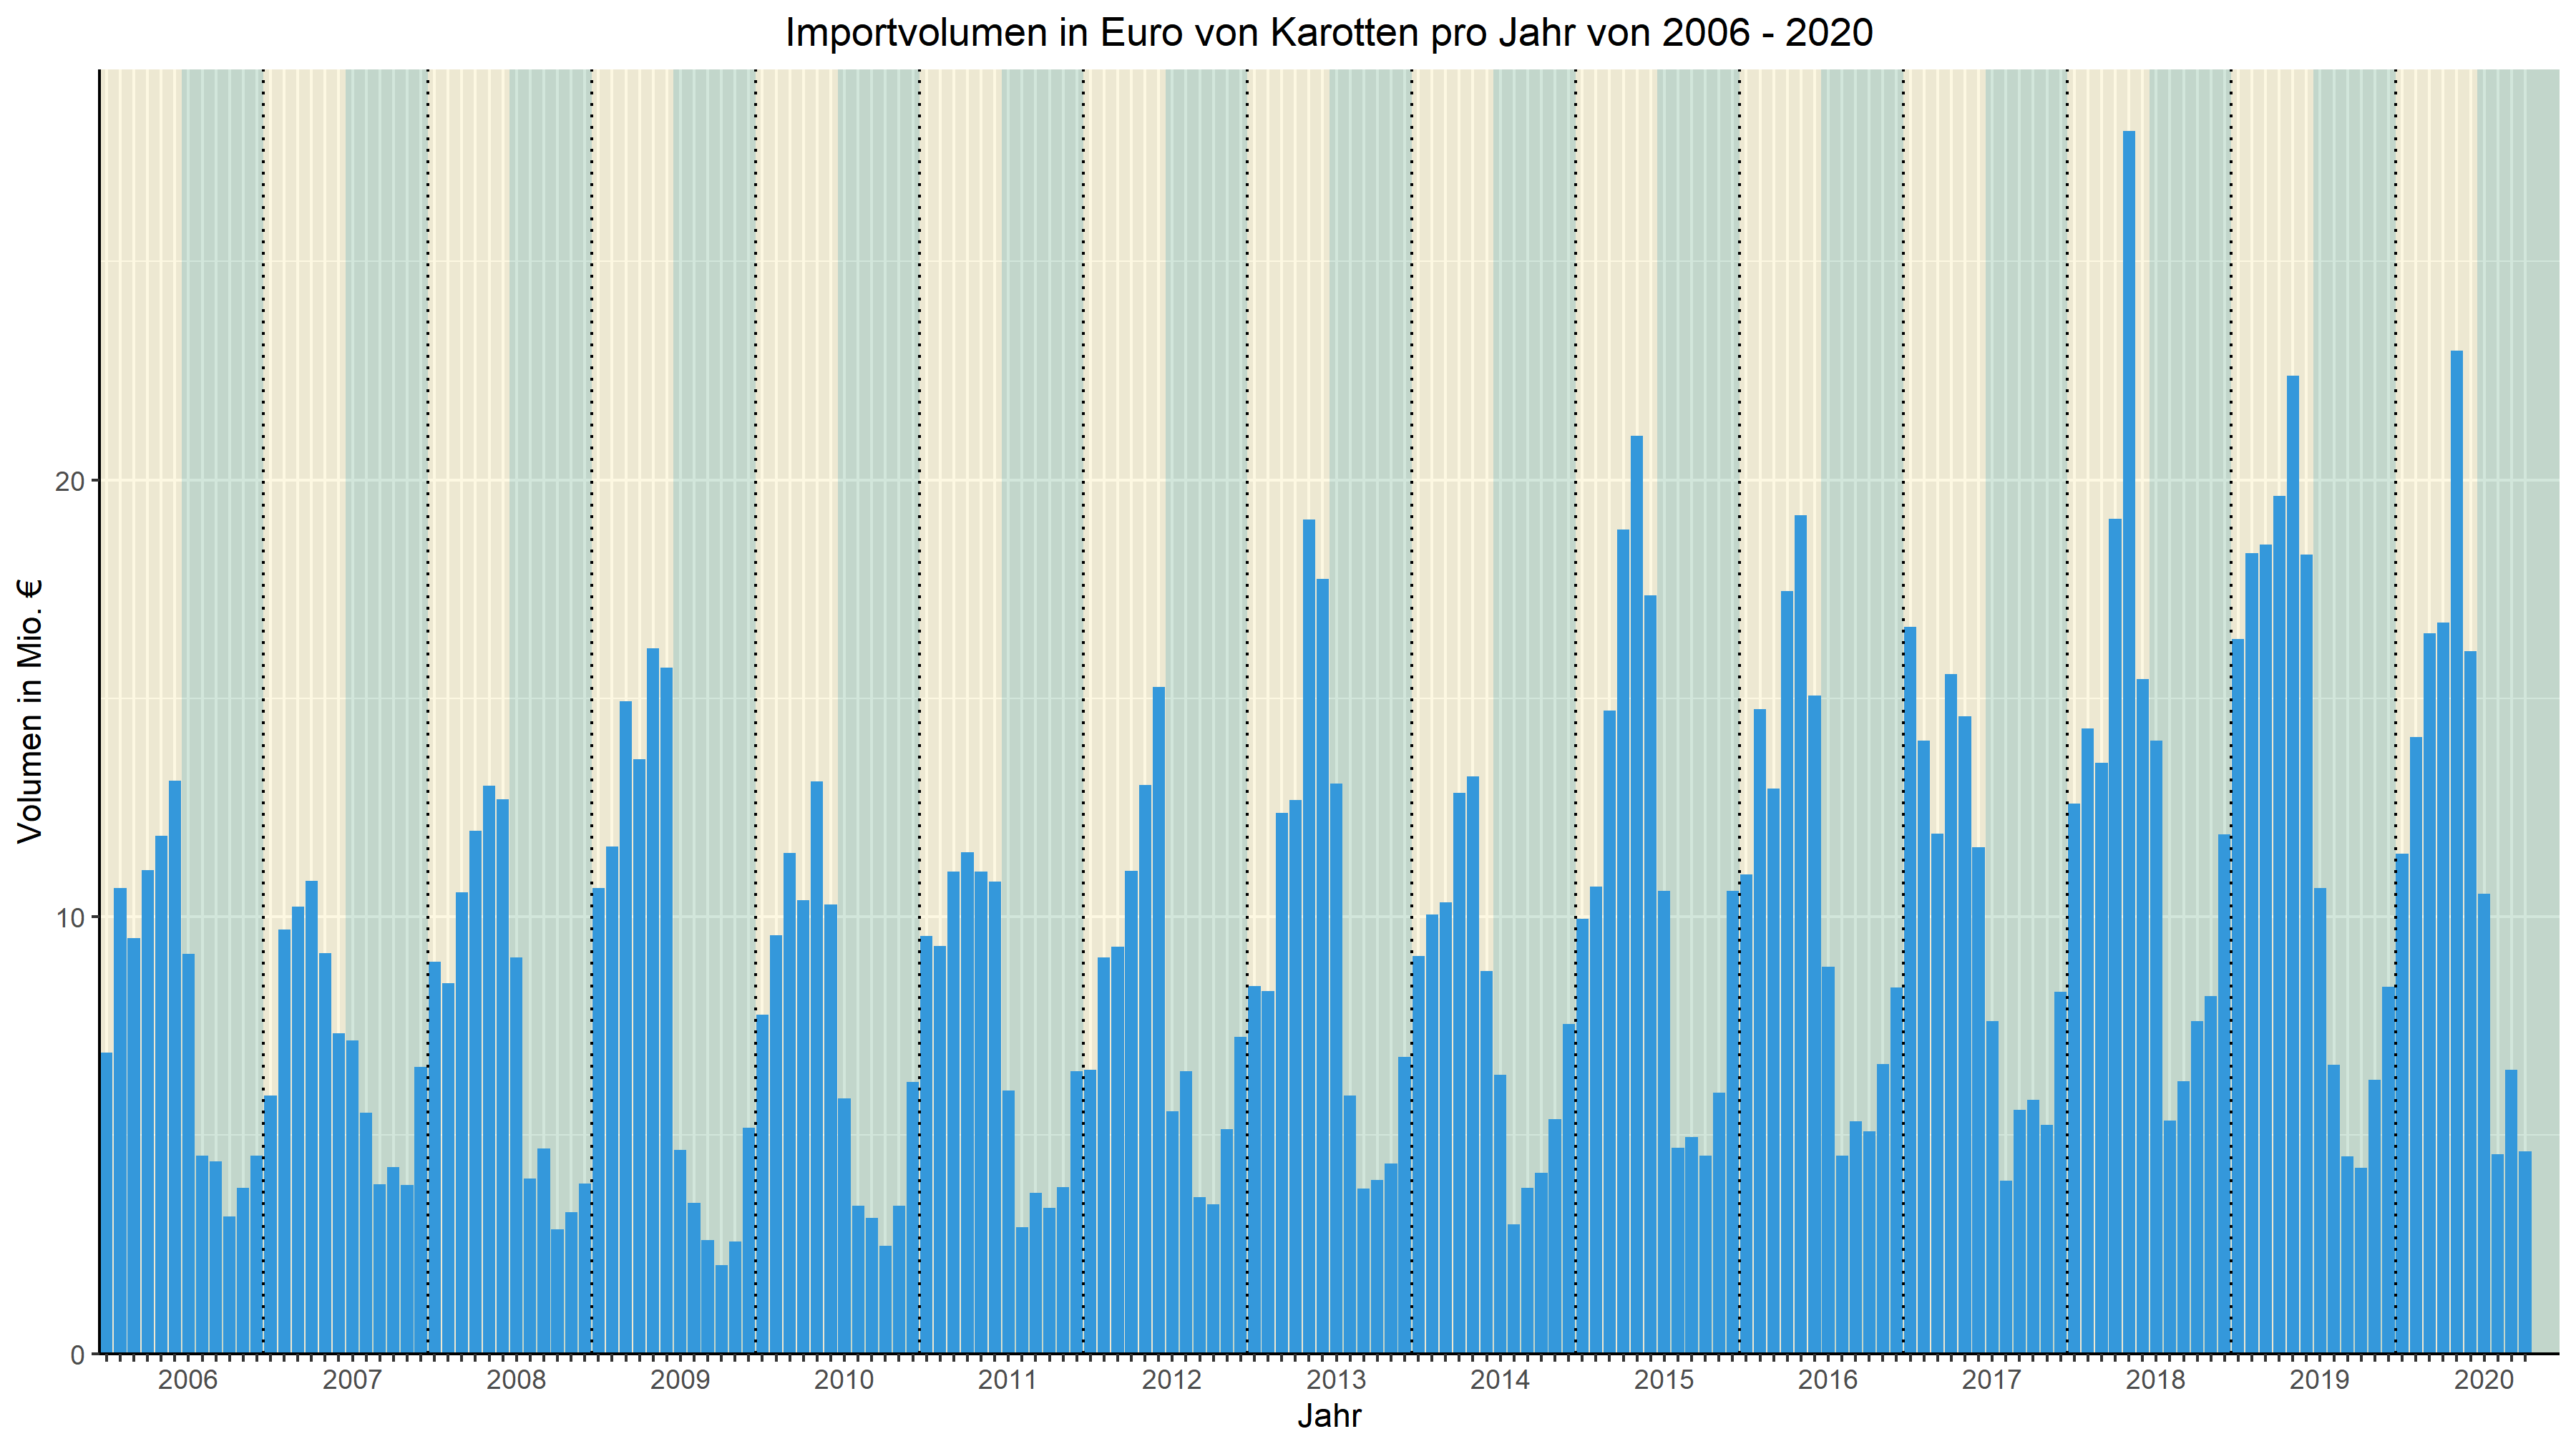 Importvolumen in Euro von Karotten pro Jahr von 2006 - 2020
Volumen in Mio. €
20
10
0
2006 2007 2008 2009 2010 2011 2012 2013 2014 2015 2016 2017 2018 2019 2020
Jahr